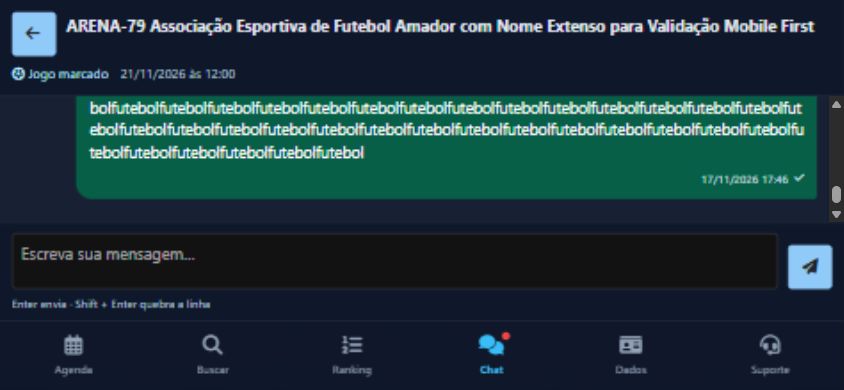 ARENA-79 Associação Esportiva de Futebol Amador com Nome Extenso para Validação Mobile First
Jogo marcado 21/11/2026 às 12:00
bolfutebolfutebolfutebolfutebolfutebolfutebolfutebolfutebolfutebolfutebolfutebolfutebolfutebolfutebolfut
ebolfutebolfutebolfutebolfutebolfutebolfutebolfutebolfutebolfutebolfutebolfutebolfutebolfutebolfutebolfu
tebolfutebolfutebolfutebolfutebolfutebol
17/11/2026 17:46
Escreva sua mensagem...
Enter envia · Shift + Enter quebra a linha
Agenda Buscar Ranking Chat Dados Suporte